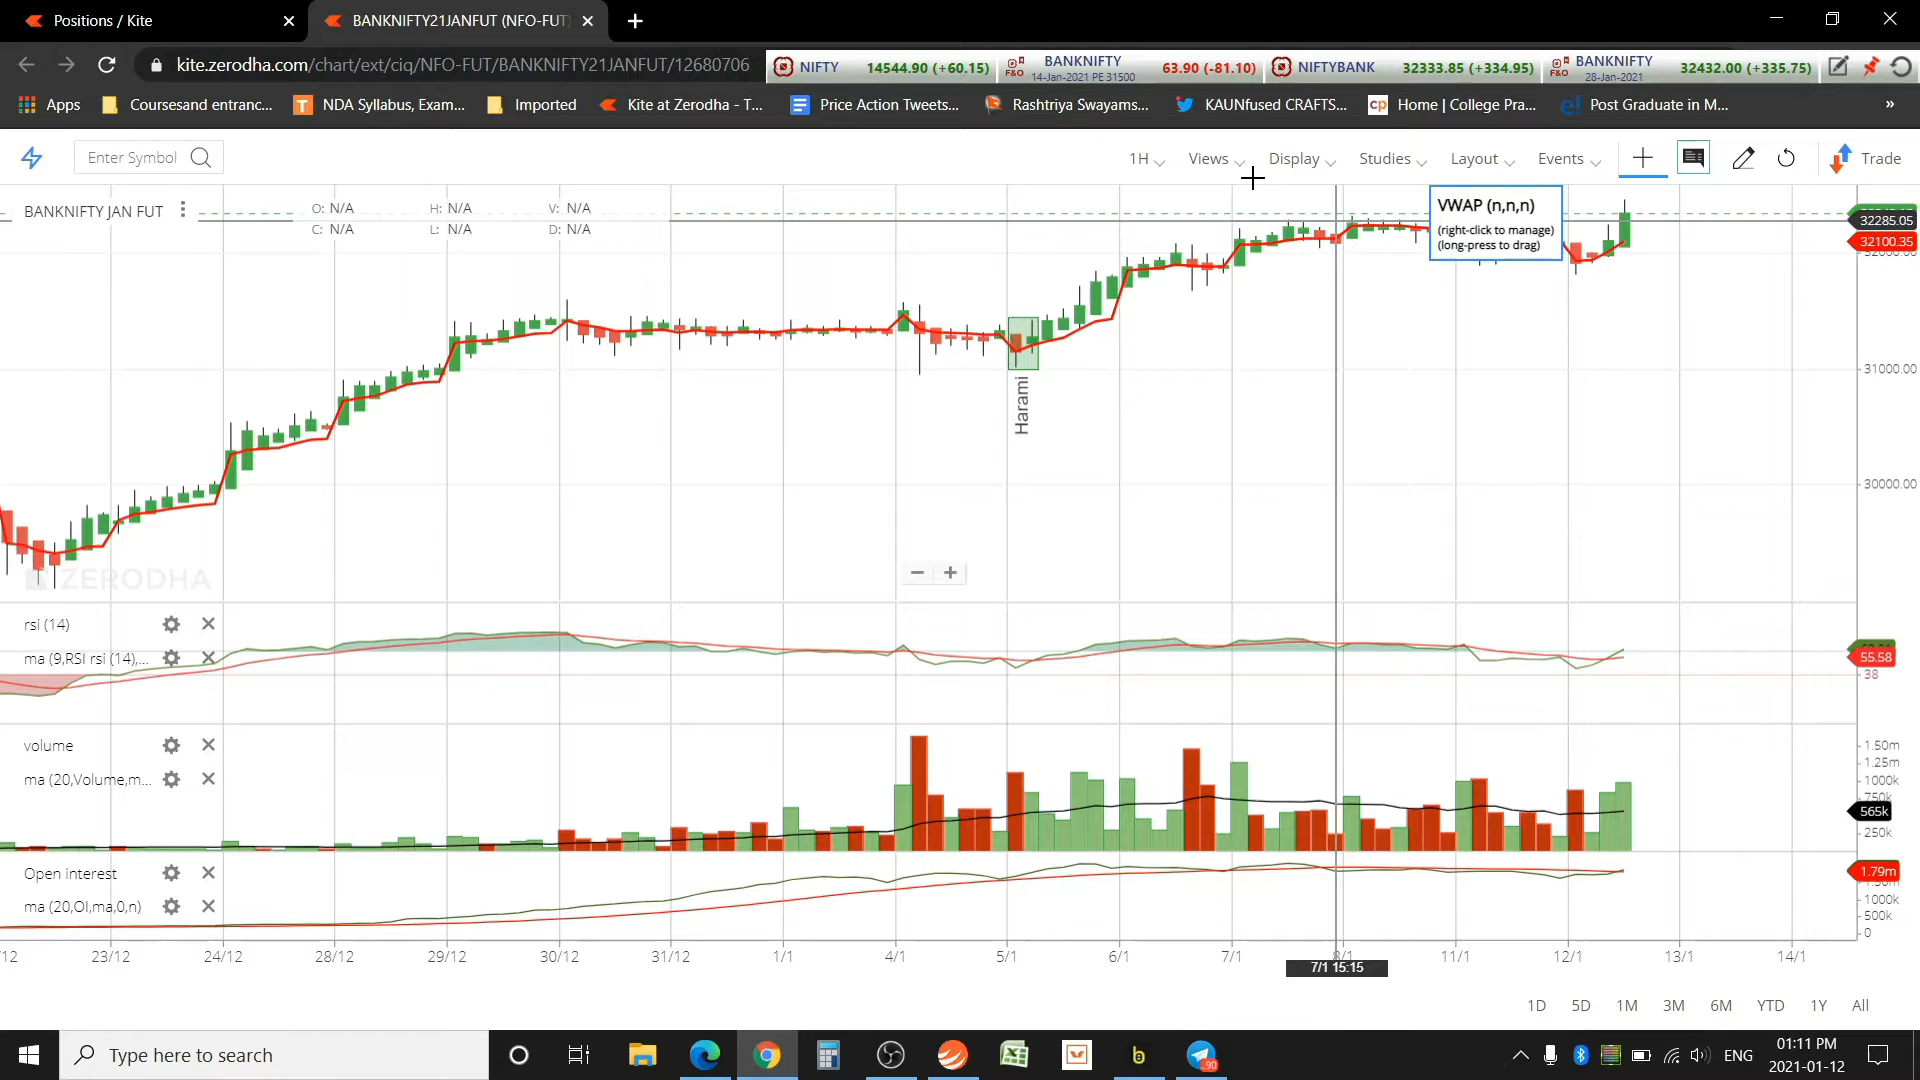 Positions / Kite
BANKNIFTY21JANFUT (NFO-FUT)
kite.zerodha.com/chart/ext/ciq/NFO-FUT/BANKNIFTY21JANFUT/12680706
NIFTY 14544.90 (+60.15)
F&O BANKNIFTY 14-Jan-2021 PE 31500 63.90 (-81.10)
NIFTYBANK 32333.85 (+334.95)
F&O BANKNIFTY 28-Jan-2021 32432.00 (+335.75)
Apps Coursesand entranc... NDA Syllabus, Exam... Imported Kite at Zerodha - T... Price Action Tweets... Rashtriya Swayams... KAUNfused CRAFTS... Home | College Pra... Post Graduate in M... »
Enter Symbol 1H Views Display Studies Layout Events Trade
BANKNIFTY JAN FUT
O: N/A H: N/A V: N/A
C: N/A L: N/A D: N/A
VWAP (n,n,n)
(right-click to manage)
(long-press to drag)
32285.05
32100.35
32000.00
31000.00
Harami
30000.00
ZERODHA
rsi (14)
ma (9,RSI rsi (14),...
55.58
38
volume
1.50m
1.25m
ma (20,Volume,m...
1000k
750k
565k
250k
Open interest
1.79m
1.50m
ma (20,OI,ma,0,n)
1000k
500k
0
/12 23/12 24/12 28/12 29/12 30/12 31/12 1/1 4/1 5/1 6/1 7/1 8/1 11/1 12/1 13/1 14/1
7/1 15:15
1D 5D 1M 3M 6M YTD 1Y All
Type here to search
90
ENG
01:11 PM
2021-01-12